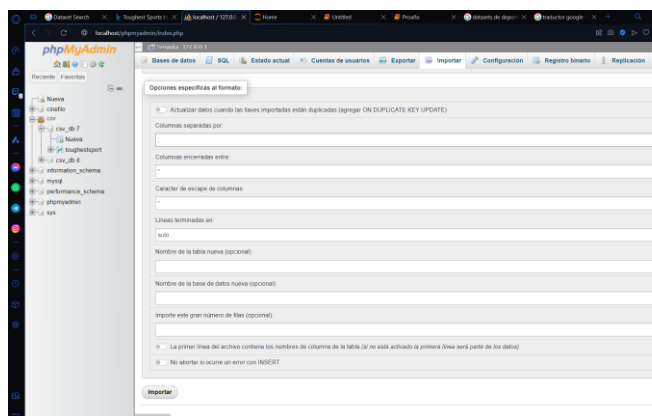 Dataset Search
Toughest Sports b
localhost / 127.0.0
Home
Untitled
Proallo
datasets de deport
traductor google
localhost/phpmyadmin/index.php
phpMyAdmin
Reciente Favoritas
Nueva
cinefilo
csv
csv_db 7
Nueva
toughestsport
csv_db 8
information_schema
mysql
performance_schema
phpmyadmin
sys
Servidor: 127.0.0.1
Bases de datos SQL Estado actual Cuentas de usuarios Exportar Importar Configuración Registro binario Replicación
Opciones específicas al formato:
Actualizar datos cuando las llaves importadas están duplicadas (agregar ON DUPLICATE KEY UPDATE)
Columnas separadas por:
Columnas encerradas entre:
"
Caracter de escape de columnas:
"
Líneas terminadas en:
auto
Nombre de la tabla nueva (opcional):
Nombre de la base de datos nueva (opcional):
Importe este gran número de filas (opcional):
La primer línea del archivo contiene los nombres de columna de la tabla (si no está activado la primera línea será parte de los datos)
No abortar si ocurre un error con INSERT
Importar